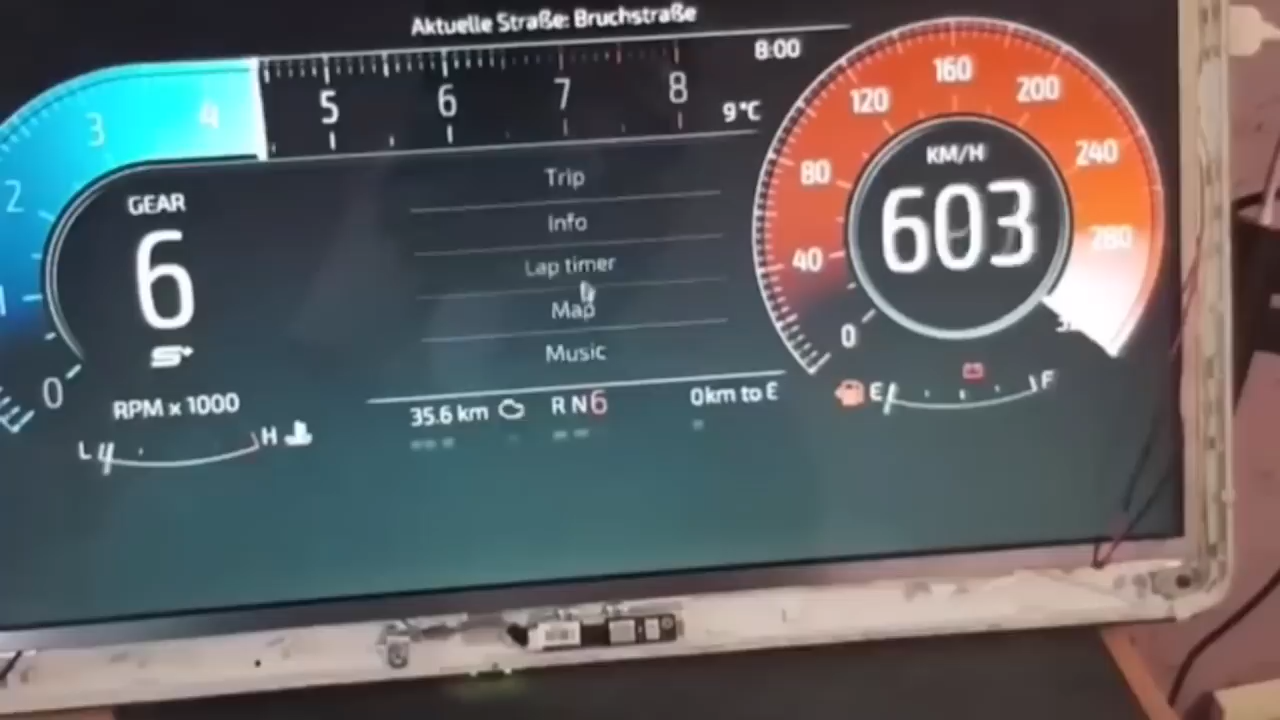 Aktuelle Straße: Bruchstraße
8:00
9°C
0 1 2 3 4 5 6 7 8
GEAR
6
S+
RPM x 1000
L H
Trip
Info
Lap timer
Map
Music
35.6 km R N 6 0km to E
0 40 80 120 160 200 240 280
KM/H
603
E F